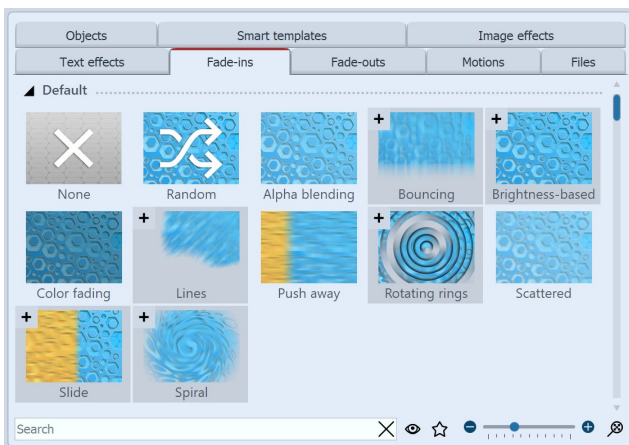 Objects Smart templates Image effects
Text effects Fade-ins Fade-outs Motions Files
Default
None Random Alpha blending Bouncing Brightness-based
Color fading Lines Push away Rotating rings Scattered
Slide Spiral
Search